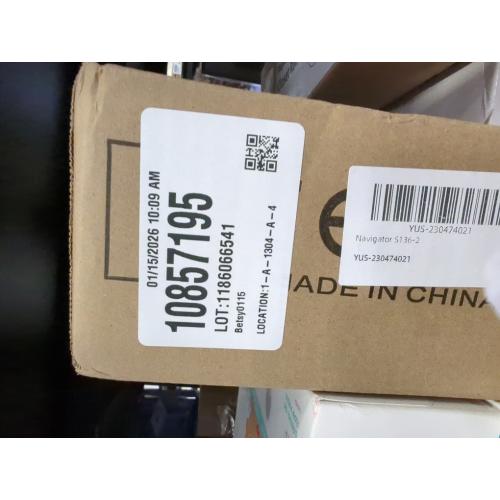 01/15/2026 10:09 AM
10857195
LOT:1186066541
Betsy0115
LOCATION:1-A-1304-A-4
YUS-230474021
Navigator S136-2
YUS-230474021
MADE IN CHINA